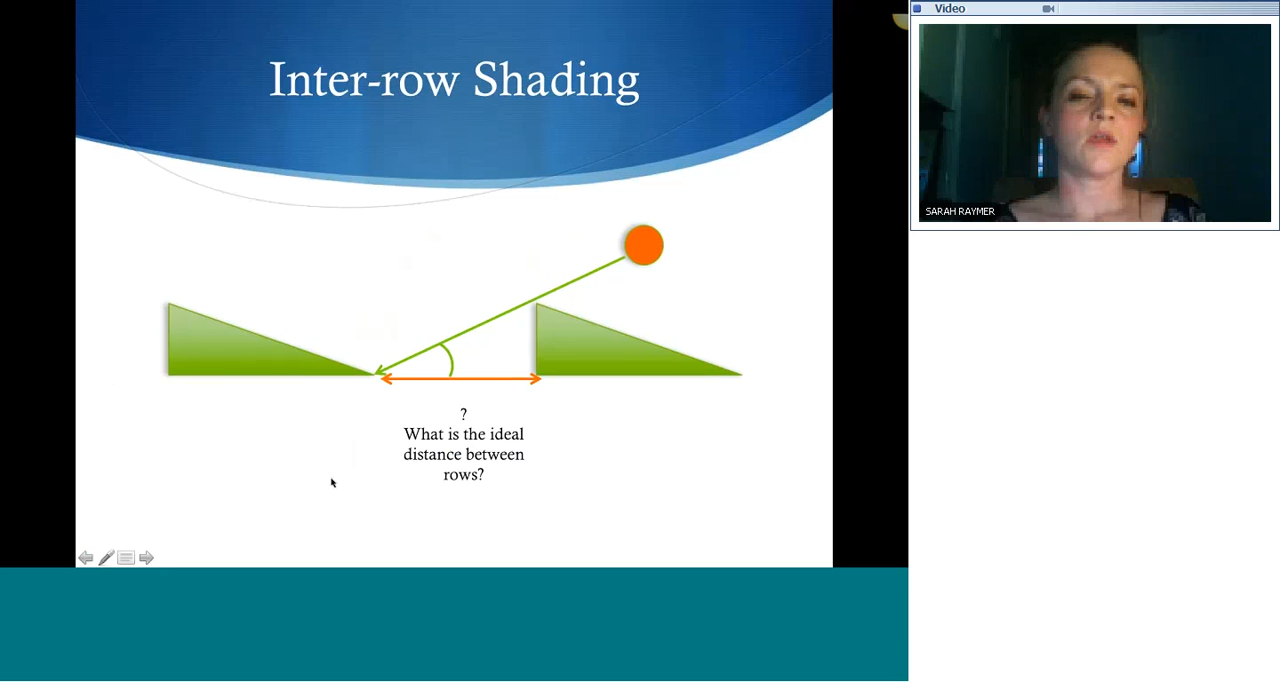 Inter-row Shading
?
What is the ideal
distance between
rows?
Video
SARAH RAYMER